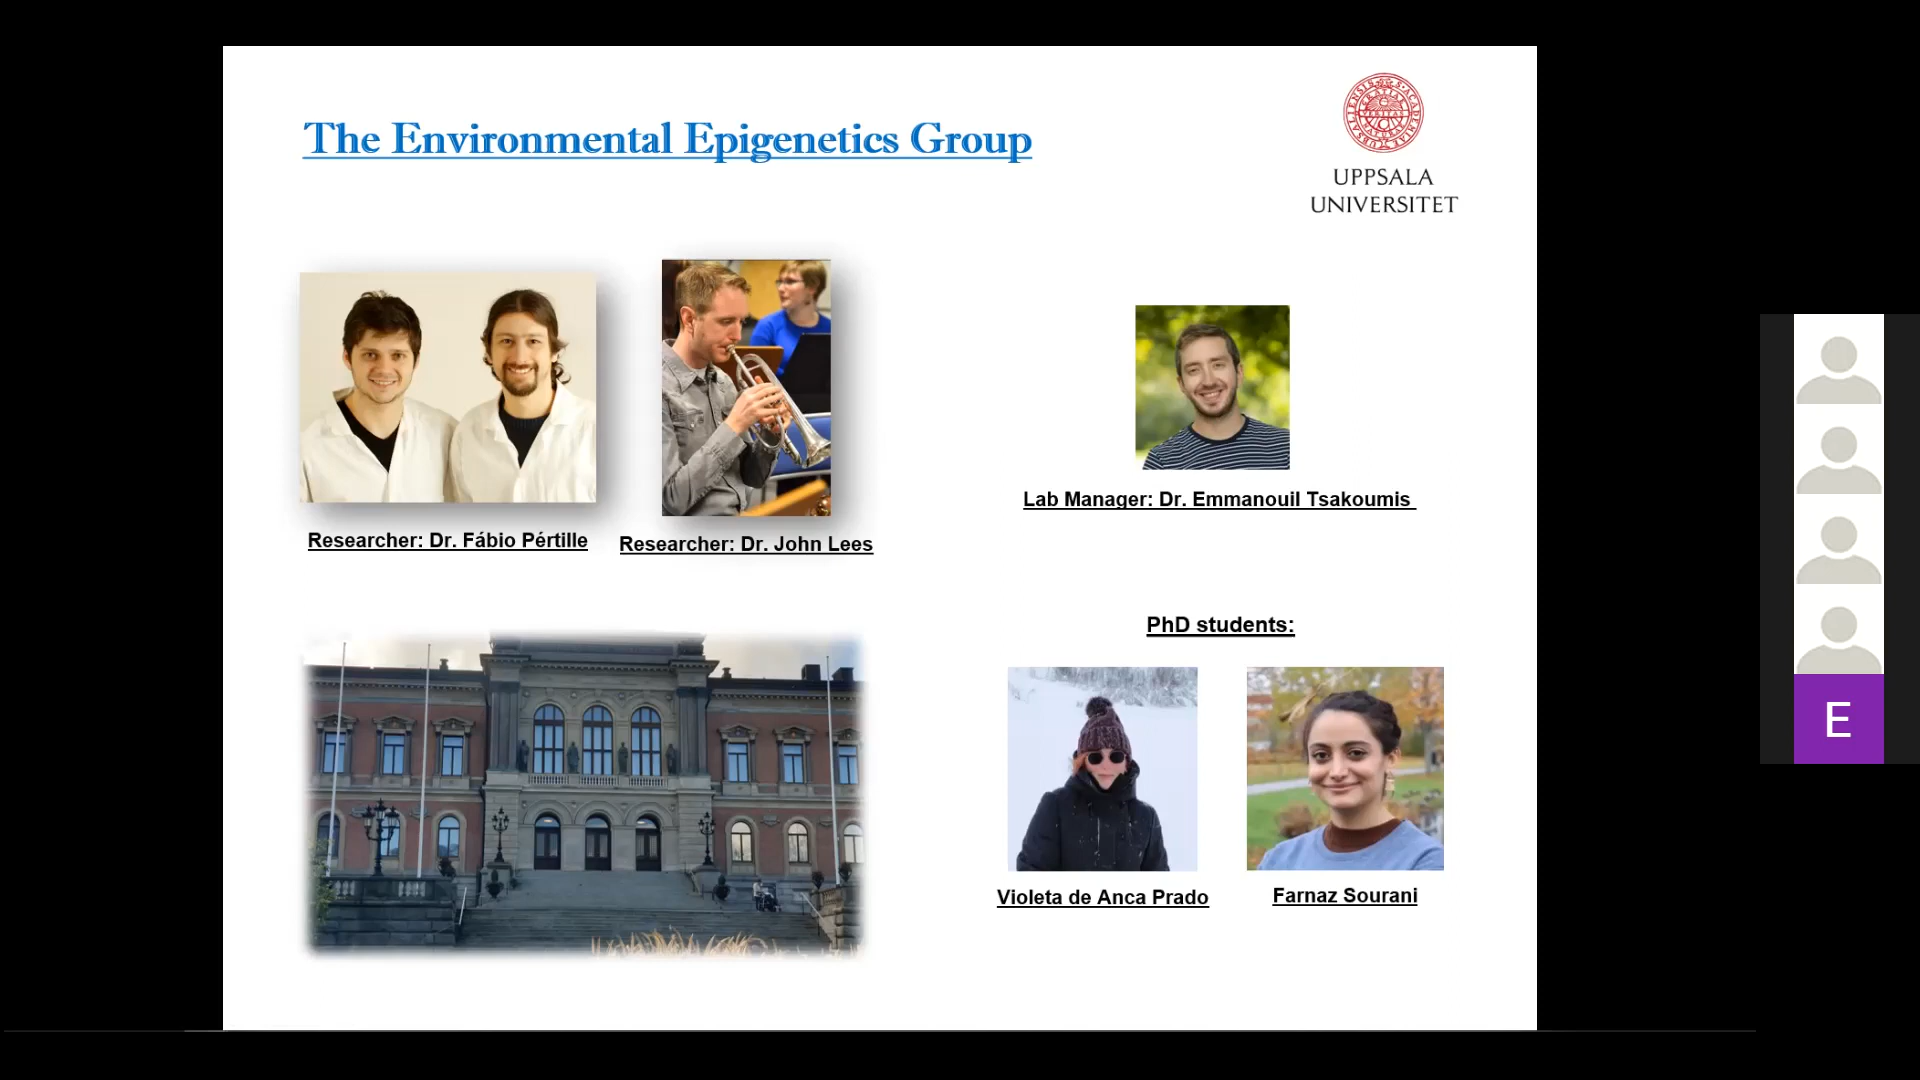 The Environmental Epigenetics Group
UPPSALA
UNIVERSITET
Researcher: Dr. Fábio Pértille
Researcher: Dr. John Lees
Lab Manager: Dr. Emmanouil Tsakoumis
PhD students:
Violeta de Anca Prado
Farnaz Sourani
E